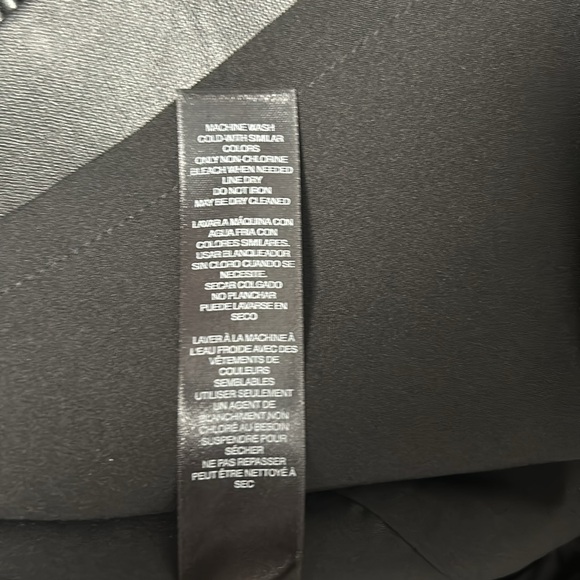 MACHINE WASH
COLD-WITH SIMILAR
COLORS
ONLY NON-CHLORINE
BLEACH WHEN NEEDED
LINE DRY
DO NOT IRON
MAY BE DRY CLEANED
LAVAR A MÁQUINA CON
AGUA FRIA CON
COLORES SIMILARES.
USAR BLANQUEADOR
SIN CLORO CUANDO SE
NECESITE.
SECAR COLGADO
NO PLANCHAR
PUEDE LAVARSE EN
SECO
LAVER À LA MACHINE À
L'EAU FROIDE AVEC DES
VÊTEMENTS DE
COULEURS
SEMBLABLES
UTILISER SEULEMENT
UN AGENT DE
BLANCHIMENT NON
CHLORÉ AU BESOIN
SUSPENDRE POUR
SÉCHER
NE PAS REPASSER
PEUT ÊTRE NETTOYÉ À
SEC